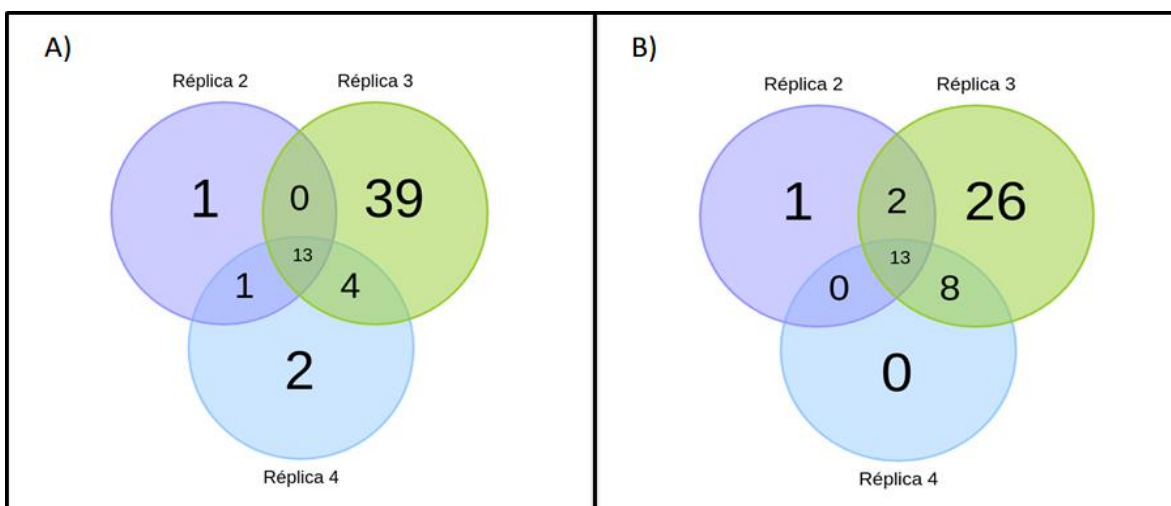 A)
Réplica 2 Réplica 3
1 0 39
13
1 4
2
Réplica 4
B)
Réplica 2 Réplica 3
1 2 26
13
0 8
0
Réplica 4